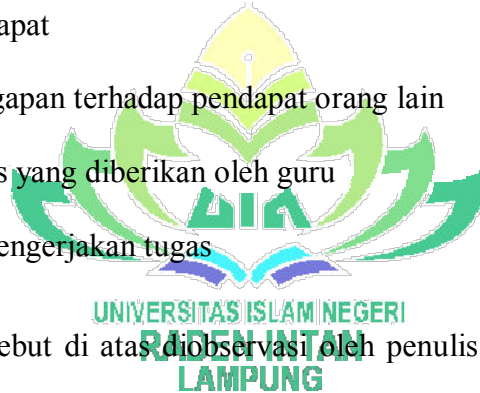 apat
gapan terhadap pendapat orang lain
s yang diberikan oleh guru
engerjakan tugas
UNIVERSITAS ISLAM NEGERI
ebut di atas diobservasi oleh penulis
RADEN INTAN
LAMPUNG